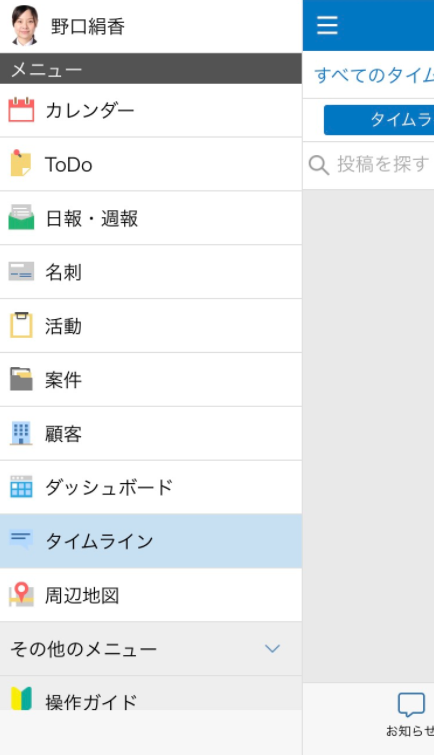 野口絹香
メニュー
カレンダー
ToDo
日報・週報
名刺
活動
案件
顧客
ダッシュボード
タイムライン
周辺地図
その他のメニュー
操作ガイド
すべてのタイム
タイムラ
投稿を探す
お知らせ